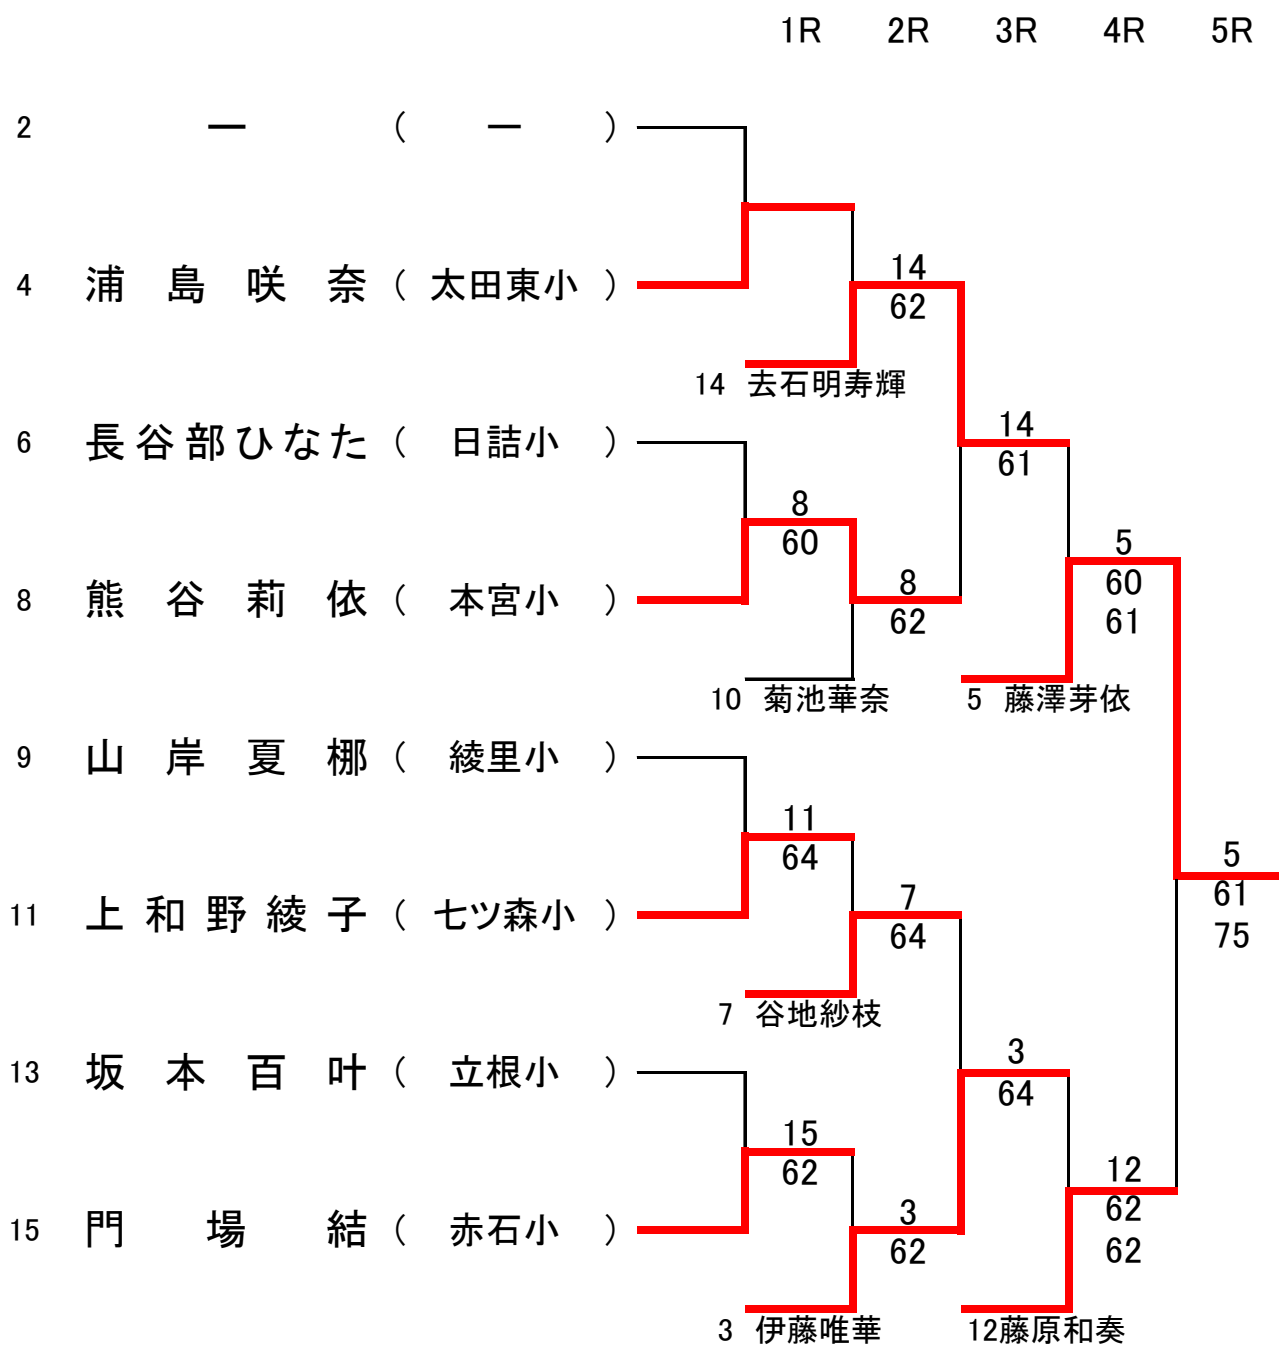 1R 2R 3R 4R 5R
2 ー （ ー ）
4 浦島咲奈 （ 太田東小 ）
14
62
14 去石明寿輝
6 長谷部ひなた （ 日詰小 ）
14
61
8
60
8 熊谷莉依 （ 本宮小 ）
8
62
5
60
61
10 菊池華奈
5 藤澤芽依
9 山岸夏梛 （ 綾里小 ）
11
64
5
61
75
11 上和野綾子 （ 七ツ森小 ）
7
64
7 谷地紗枝
13 坂本百叶 （ 立根小 ）
3
64
15
62
12
62
62
15 門場結 （ 赤石小 ）
3
62
3 伊藤唯華
12藤原和奏